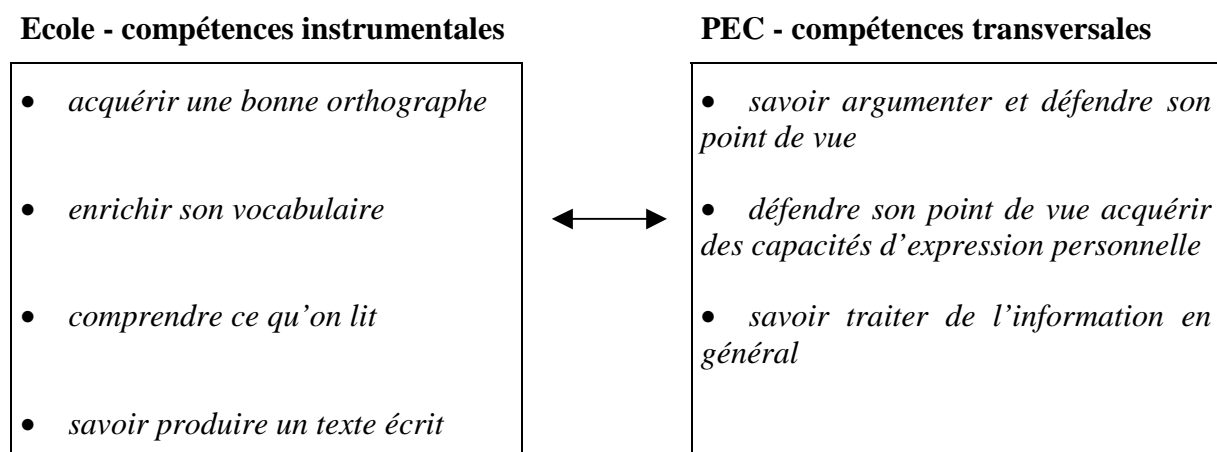 Ecole - compétences instrumentales
• acquérir une bonne orthographe
• enrichir son vocabulaire
• comprendre ce qu'on lit
• savoir produire un texte écrit
PEC - compétences transversales
• savoir argumenter et défendre son
point de vue
• défendre son point de vue acquérir
des capacités d'expression personnelle
• savoir traiter de l'information en
général